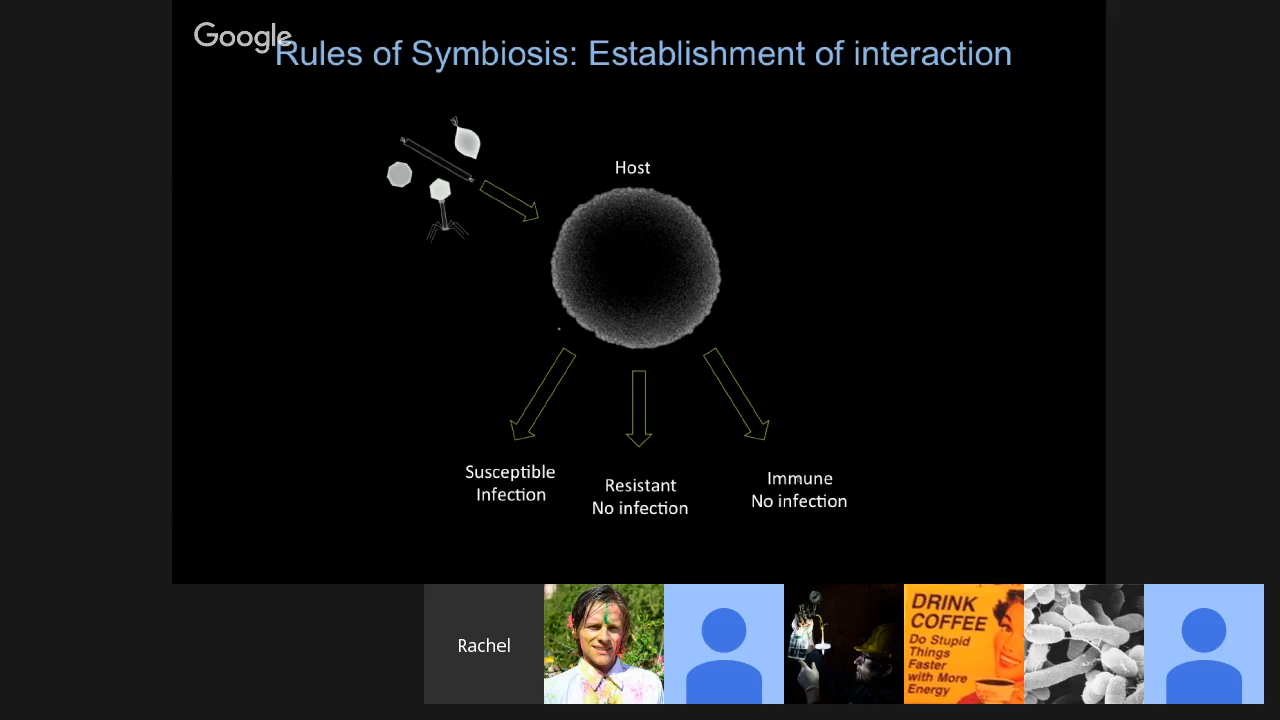 Google
Rules of Symbiosis: Establishment of interaction
Host
Susceptible
Infection
Resistant
No infection
Immune
No infection
Rachel
DRINK
COFFEE
Do Stupid
Things
Faster
with More
Energy